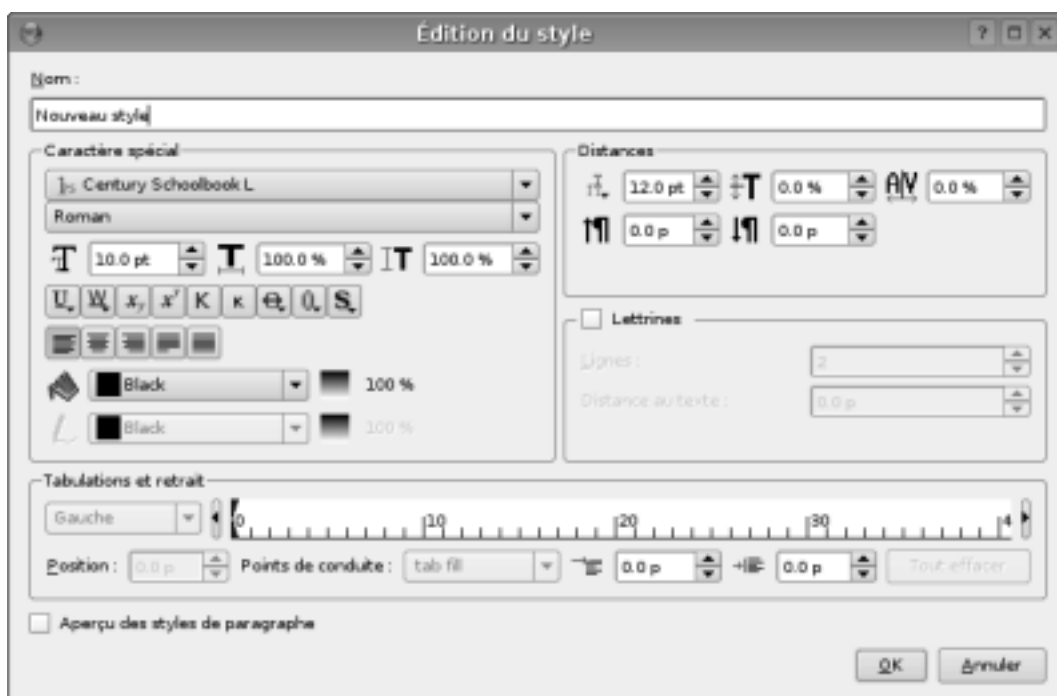 Édition du style
Nom :
Nouveau style
Caractère spécial
Century Schoolbook L
Roman
10.0 pt 100.0 % 100.0 %
Black 100 %
Black 100 %
Distances
12.0 pt 0.0 % 0.0 %
0.0 p 0.0 p
Lettrines
Lignes : 2
Distance au texte : 0.0 p
Tabulations et retrait
Gauche 0 10 20 30 4
Position : 0.0 p Points de conduite : tab fill 0.0 p 0.0 p Tout effacer
Aperçu des styles de paragraphe
OK Annuler